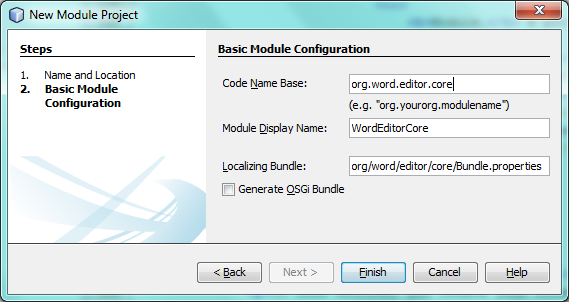 New Module Project
Steps
1. Name and Location
2. Basic Module
Configuration
Basic Module Configuration
Code Name Base: org.word.editor.core
(e.g. "org.yourorg.modulename")
Module Display Name: WordEditorCore
Localizing Bundle: org/word/editor/core/Bundle.properties
Generate OSGi Bundle
< Back Next > Finish Cancel Help